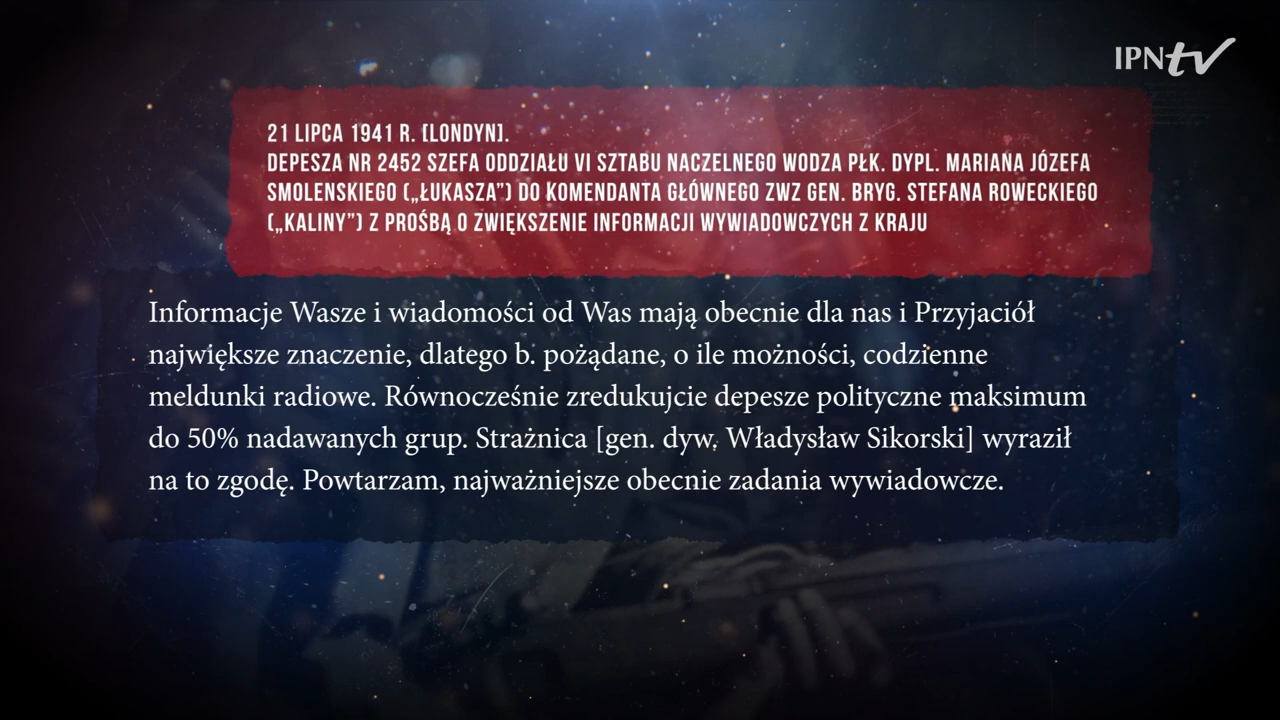 IPNtv
21 LIPCA 1941 R. [LONDYN].
DEPESZA NR 2452 SZEFA ODDZIAŁU VI SZTABU NACZELNEGO WODZA PŁK. DYPL. MARIANA JÓZEFA
SMOLENSKIEGO („ŁUKASZA”) DO KOMENDANTA GŁÓWNEGO ZWZ GEN. BRYG. STEFANA ROWECKIEGO
(„KALINY”) Z PROŚBĄ O ZWIĘKSZENIE INFORMACJI WYWIADOWCZYCH Z KRAJU
Informacje Wasze i wiadomości od Was mają obecnie dla nas i Przyjaciół
największe znaczenie, dlatego b. pożądane, o ile możności, codzienne
meldunki radiowe. Równocześnie zredukujcie depesze polityczne maksimum
do 50% nadawanych grup. Strażnica [gen. dyw. Władysław Sikorski] wyraził
na to zgodę. Powtarzam, najważniejsze obecnie zadania wywiadowcze.